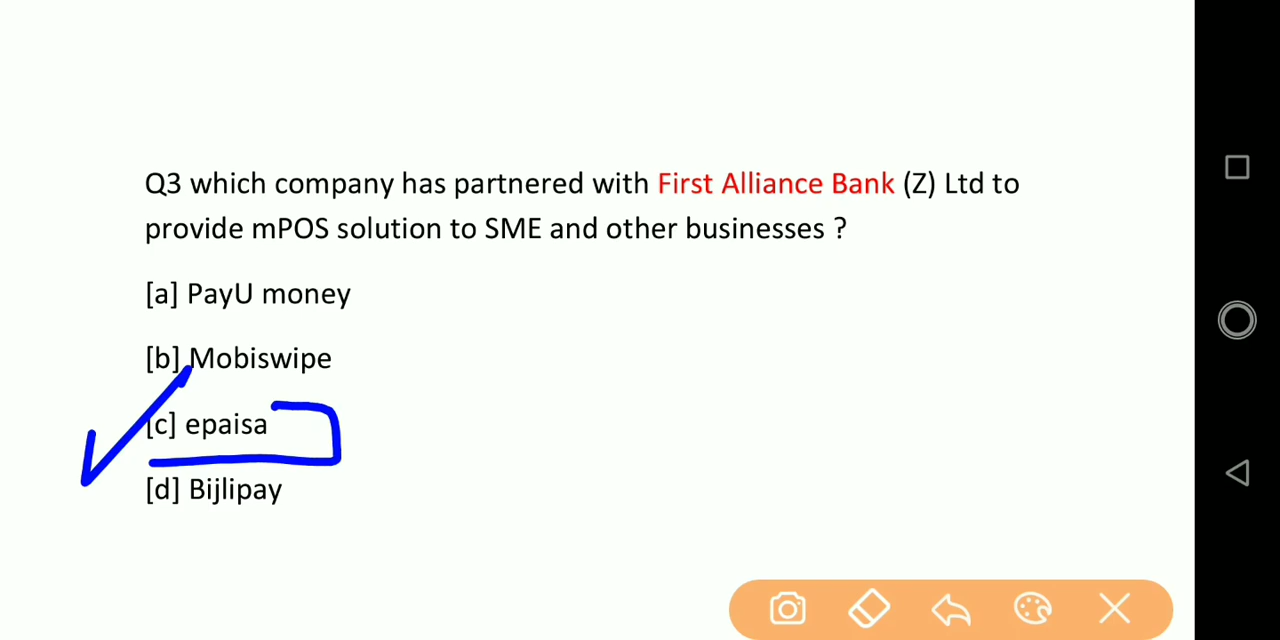 Q3 which company has partnered with First Alliance Bank (Z) Ltd to
provide mPOS solution to SME and other businesses ?
[a] PayU money
[b] Mobiswipe
[c] epaisa
[d] Bijlipay